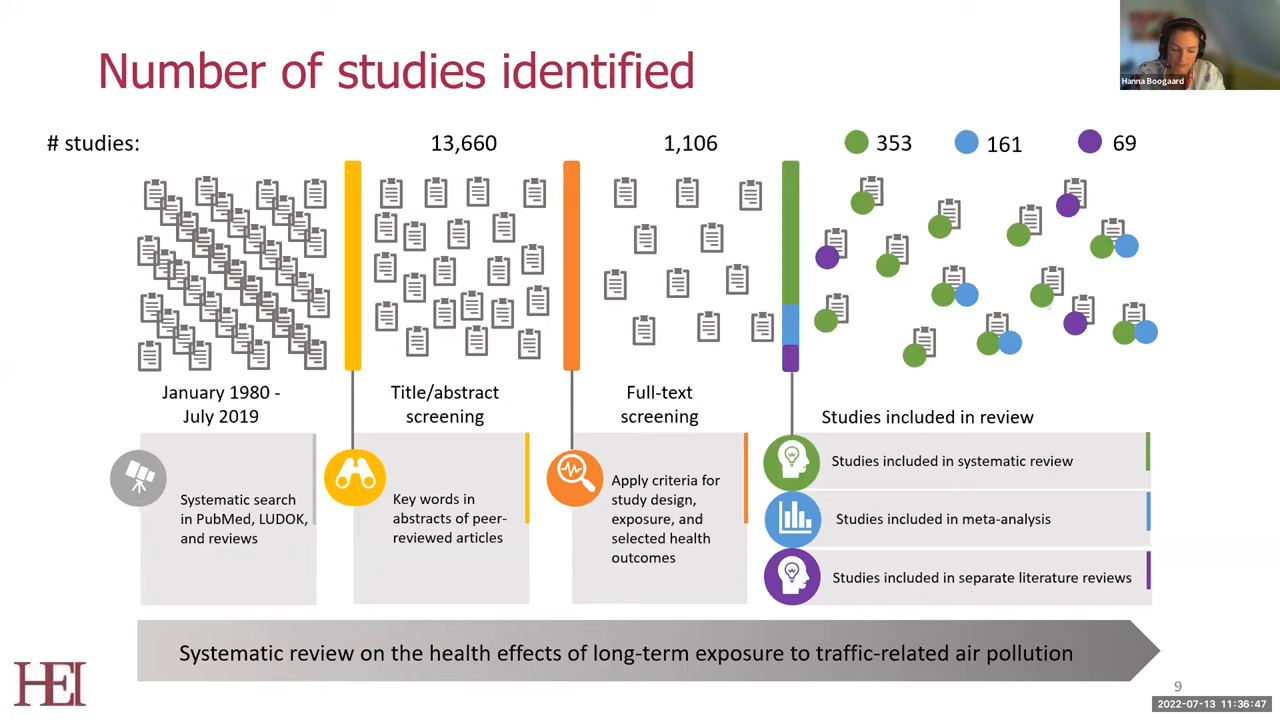 Number of studies identified
Hanna Boogaard
# studies:
13,660
1,106
353
161
69
January 1980 -
July 2019
Title/abstract
screening
Full-text
screening
Studies included in review
Systematic search
in PubMed, LUDOK,
and reviews
Key words in
abstracts of peer-
reviewed articles
Apply criteria for
study design,
exposure, and
selected health
outcomes
Studies included in systematic review
Studies included in meta-analysis
Studies included in separate literature reviews
Systematic review on the health effects of long-term exposure to traffic-related air pollution
HEI
9
2022-07-13 11:36:47